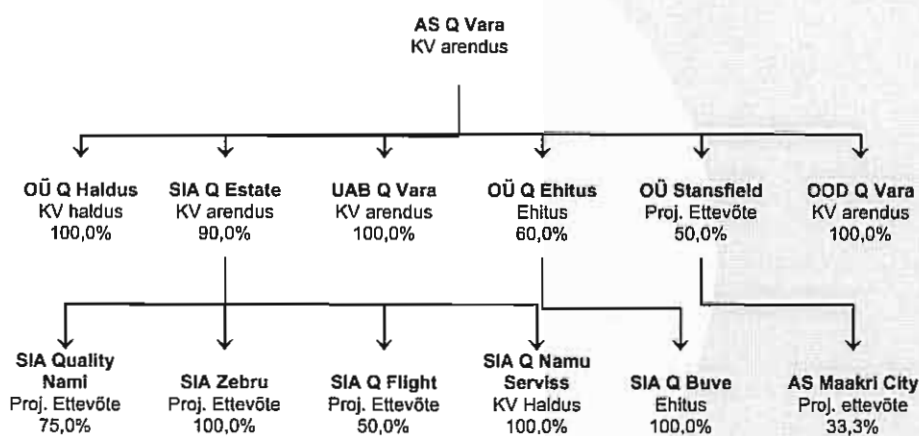 AS Q Vara
KV arendus
OÜ Q Haldus
KV haldus
100,0%
SIA Q Estate
KV arendus
90,0%
UAB Q Vara
KV arendus
100,0%
OÜ Q Ehitus
Ehitus
60,0%
OÜ Stansfield
Proj. Ettevõte
50,0%
OOD Q Vara
KV arendus
100,0%
SIA Quality
Nami
Proj. Ettevõte
75,0%
SIA Zebru
Proj. Ettevõte
100,0%
SIA Q Flight
Proj. Ettevõte
50,0%
SIA Q Namu
Serviss
KV Haldus
100,0%
SIA Q Buve
Ehitus
100,0%
AS Maakri City
Proj. ettevõte
33,3%